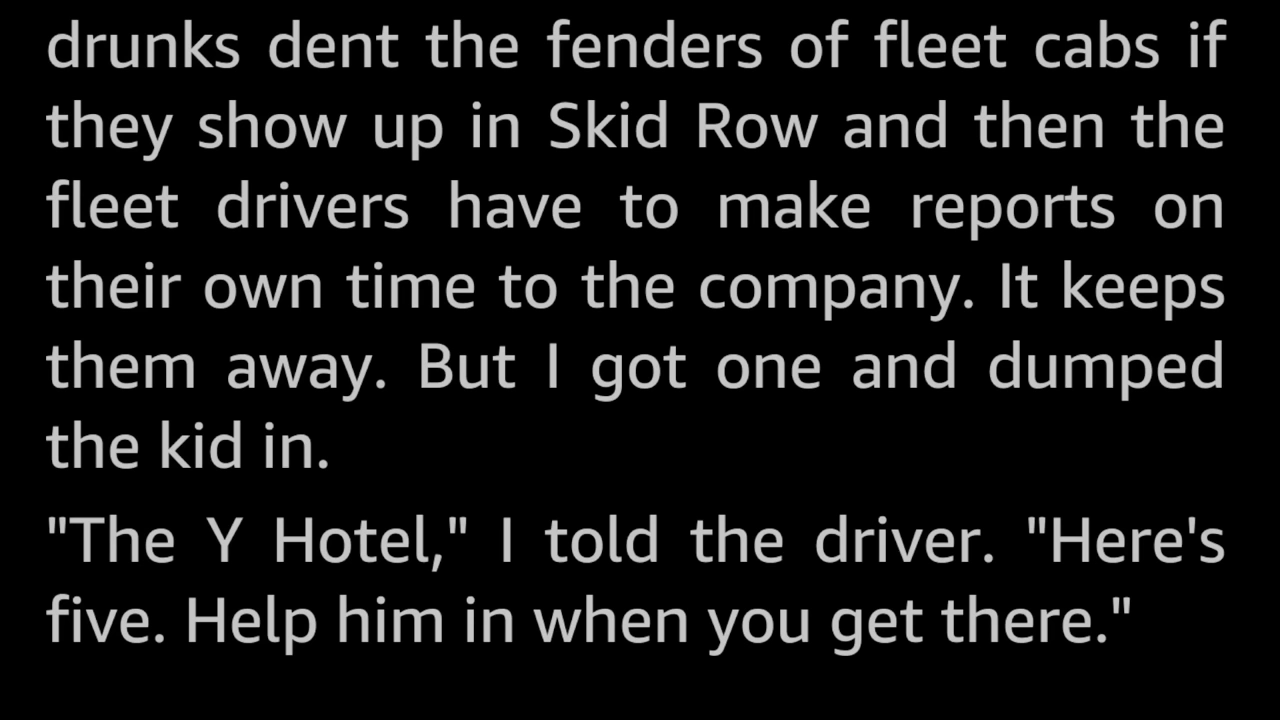 drunks dent the fenders of fleet cabs if
they show up in Skid Row and then the
fleet drivers have to make reports on
their own time to the company. It keeps
them away. But I got one and dumped
the kid in.
"The Y Hotel," I told the driver. "Here's
five. Help him in when you get there."